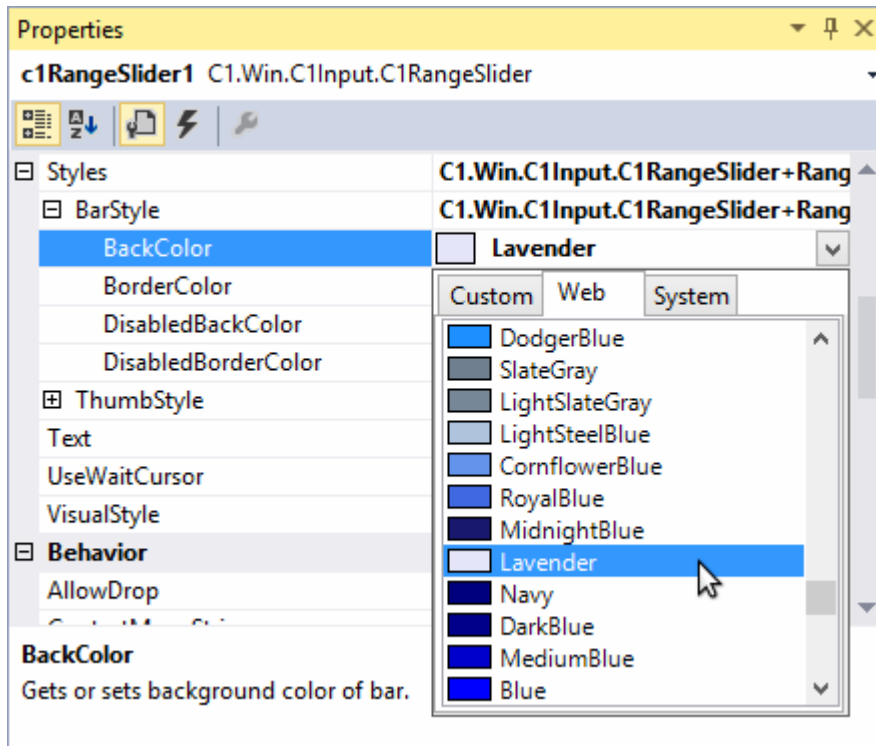 Properties
c1RangeSlider1 C1.Win.C1Input.C1RangeSlider
Styles C1.Win.C1Input.C1RangeSlider+Rang
BarStyle C1.Win.C1Input.C1RangeSlider+Rang
BackColor Lavender
BorderColor
DisabledBackColor
DisabledBorderColor
ThumbStyle
Text
UseWaitCursor
VisualStyle
Behavior
AllowDrop
Custom Web System
DodgerBlue
SlateGray
LightSlateGray
LightSteelBlue
CornflowerBlue
RoyalBlue
MidnightBlue
Lavender
Navy
DarkBlue
MediumBlue
Blue
BackColor
Gets or sets background color of bar.